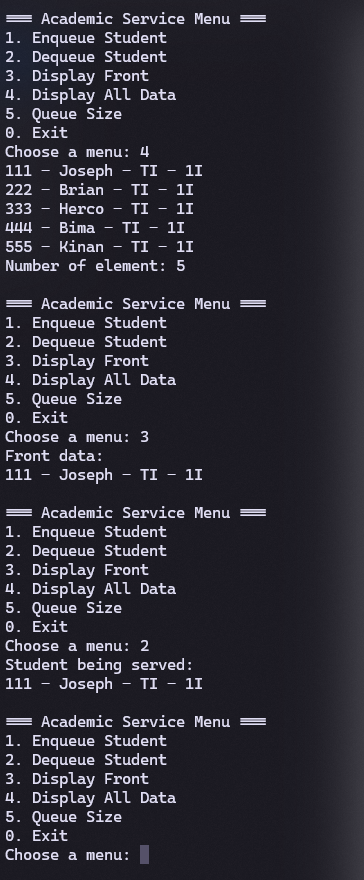 === Academic Service Menu ===
1. Enqueue Student
2. Dequeue Student
3. Display Front
4. Display All Data
5. Queue Size
0. Exit
Choose a menu: 4
111 - Joseph - TI - 1I
222 - Brian - TI - 1I
333 - Herco - TI - 1I
444 - Bima - TI - 1I
555 - Kinan - TI - 1I
Number of element: 5
=== Academic Service Menu ===
1. Enqueue Student
2. Dequeue Student
3. Display Front
4. Display All Data
5. Queue Size
0. Exit
Choose a menu: 3
Front data:
111 - Joseph - TI - 1I
=== Academic Service Menu ===
1. Enqueue Student
2. Dequeue Student
3. Display Front
4. Display All Data
5. Queue Size
0. Exit
Choose a menu: 2
Student being served:
111 - Joseph - TI - 1I
=== Academic Service Menu ===
1. Enqueue Student
2. Dequeue Student
3. Display Front
4. Display All Data
5. Queue Size
0. Exit
Choose a menu: